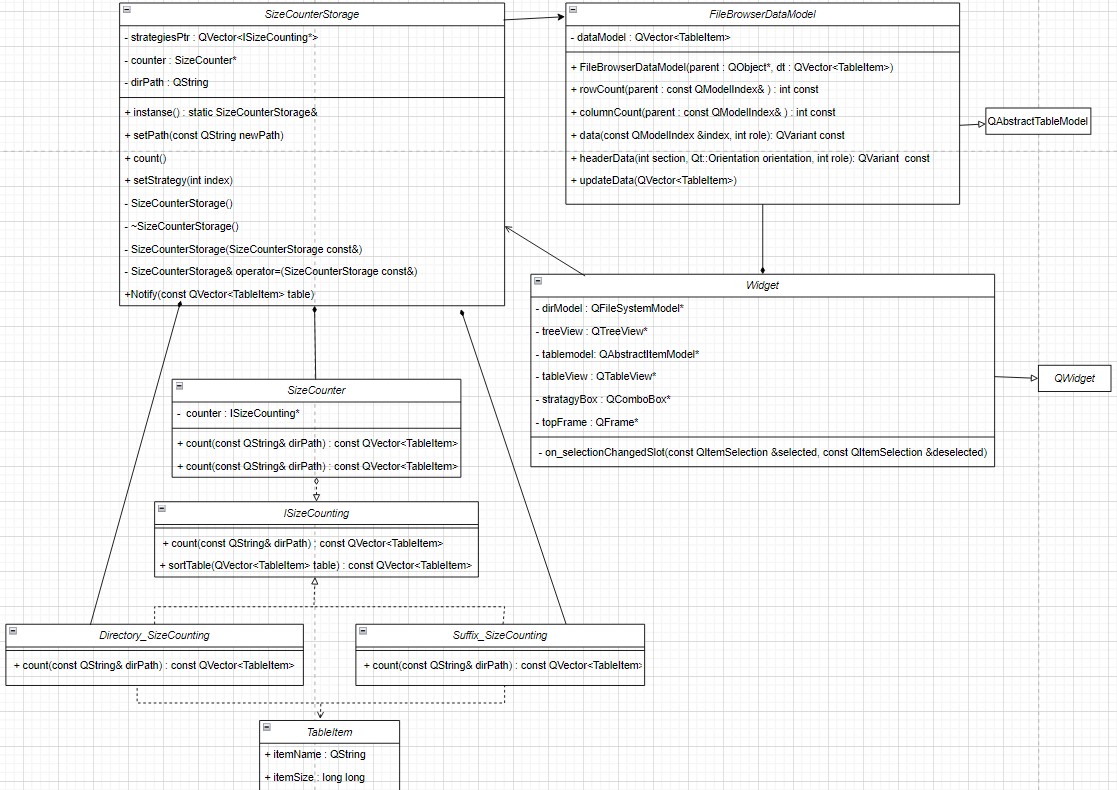 SizeCounterStorage
- strategiesPtr : QVector<ISizeCounting*>
- counter : SizeCounter*
- dirPath : QString
+ instanse() : static SizeCounterStorage&
+ setPath(const QString newPath)
+ count()
+ setStrategy(int index)
- SizeCounterStorage()
- ~SizeCounterStorage()
- SizeCounterStorage(SizeCounterStorage const&)
- SizeCounterStorage& operator=(SizeCounterStorage const&)
+Notify(const QVector<TableItem> table)
FileBrowserDataModel
- dataModel : QVector<TableItem>
+ FileBrowserDataModel(parent : QObject*, dt : QVector<TableItem>)
+ rowCount(parent : const QModelIndex& ) : int const
+ columnCount(parent : const QModelIndex& ) : int const
+ data(const QModelIndex &index, int role): QVariant const
+ headerData(int section, Qt::Orientation orientation, int role): QVariant const
+ updateData(QVector<TableItem>)
QAbstractTableModel
Widget
- dirModel : QFileSystemModel*
- treeView : QTreeView*
- tablemodel: QAbstractItemModel*
- tableView : QTableView*
- stratagyBox : QComboBox*
- topFrame : QFrame*
- on_selectionChangedSlot(const QItemSelection &selected, const QItemSelection &deselected)
QWidget
SizeCounter
- counter : ISizeCounting*
+ count(const QString& dirPath) : const QVector<TableItem>
+ count(const QString& dirPath) : const QVector<TableItem>
ISizeCounting
+ count(const QString& dirPath) : const QVector<TableItem>
+ sortTable(QVector<TableItem> table) : const QVector<TableItem>
Directory_SizeCounting
+ count(const QString& dirPath) : const QVector<TableItem>
Suffix_SizeCounting
+ count(const QString& dirPath) : const QVector<TableItem>
TableItem
+ itemName : QString
+ itemSize : long long